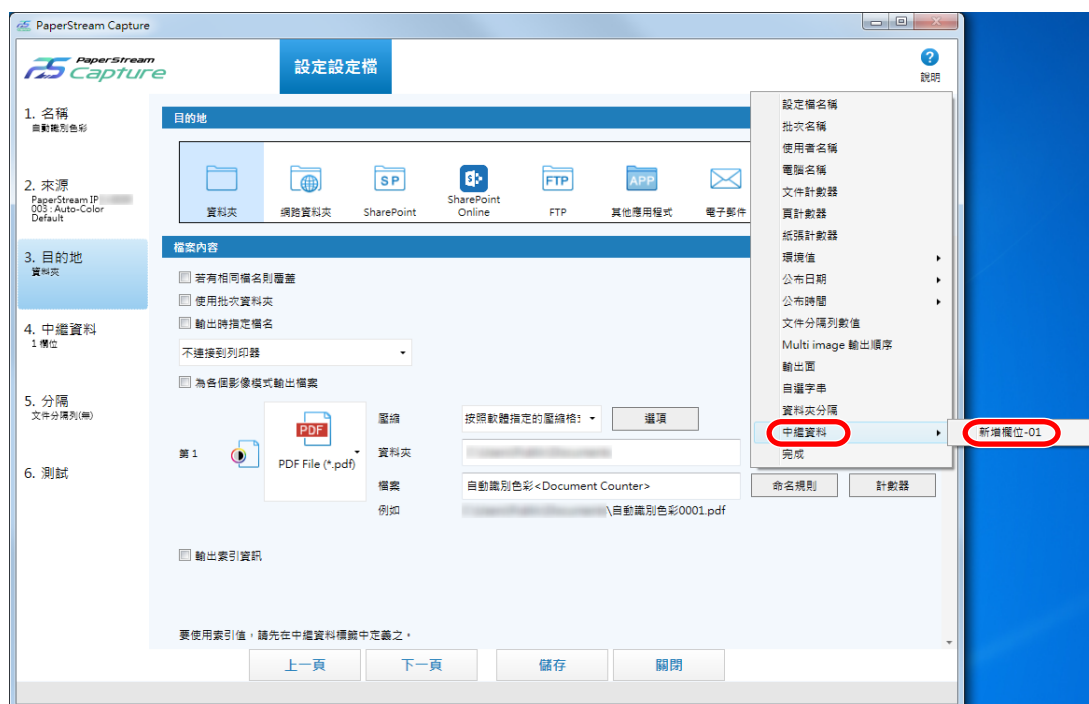 PaperStream Capture
PaperStream
Capture
設定設定檔
說明
1. 名稱
自動識別色彩
2. 來源
PaperStream IP
003 : Auto-Color
Default
3. 目的地
資料夾
4. 中繼資料
1 欄位
5. 分隔
文件分隔列(無)
6. 測試
目的地
資料夾
網路資料夾
SP
SharePoint
SharePoint
Online
FTP
FTP
APP
其他應用程式
電子郵件
檔案內容
若有相同檔名則覆蓋
使用批次資料夾
輸出時指定檔名
不連接到列印器
為各個影像模式輸出檔案
第 1
PDF
PDF File (*.pdf)
壓縮
按照軟體指定的壓縮格
選項
資料夾
檔案
自動識別色彩<Document Counter>
命名規則
計數器
例如
\自動識別色彩0001.pdf
輸出索引資訊
要使用索引值，請先在中繼資料標籤中定義之。
上一頁
下一頁
儲存
關閉
設定檔名稱
批次名稱
使用者名稱
電腦名稱
文件計數器
頁計數器
紙張計數器
環境值
公布日期
公布時間
文件分隔列數值
Multi image 輸出順序
輸出面
自選字串
資料夾分隔
中繼資料
新增欄位-01
完成